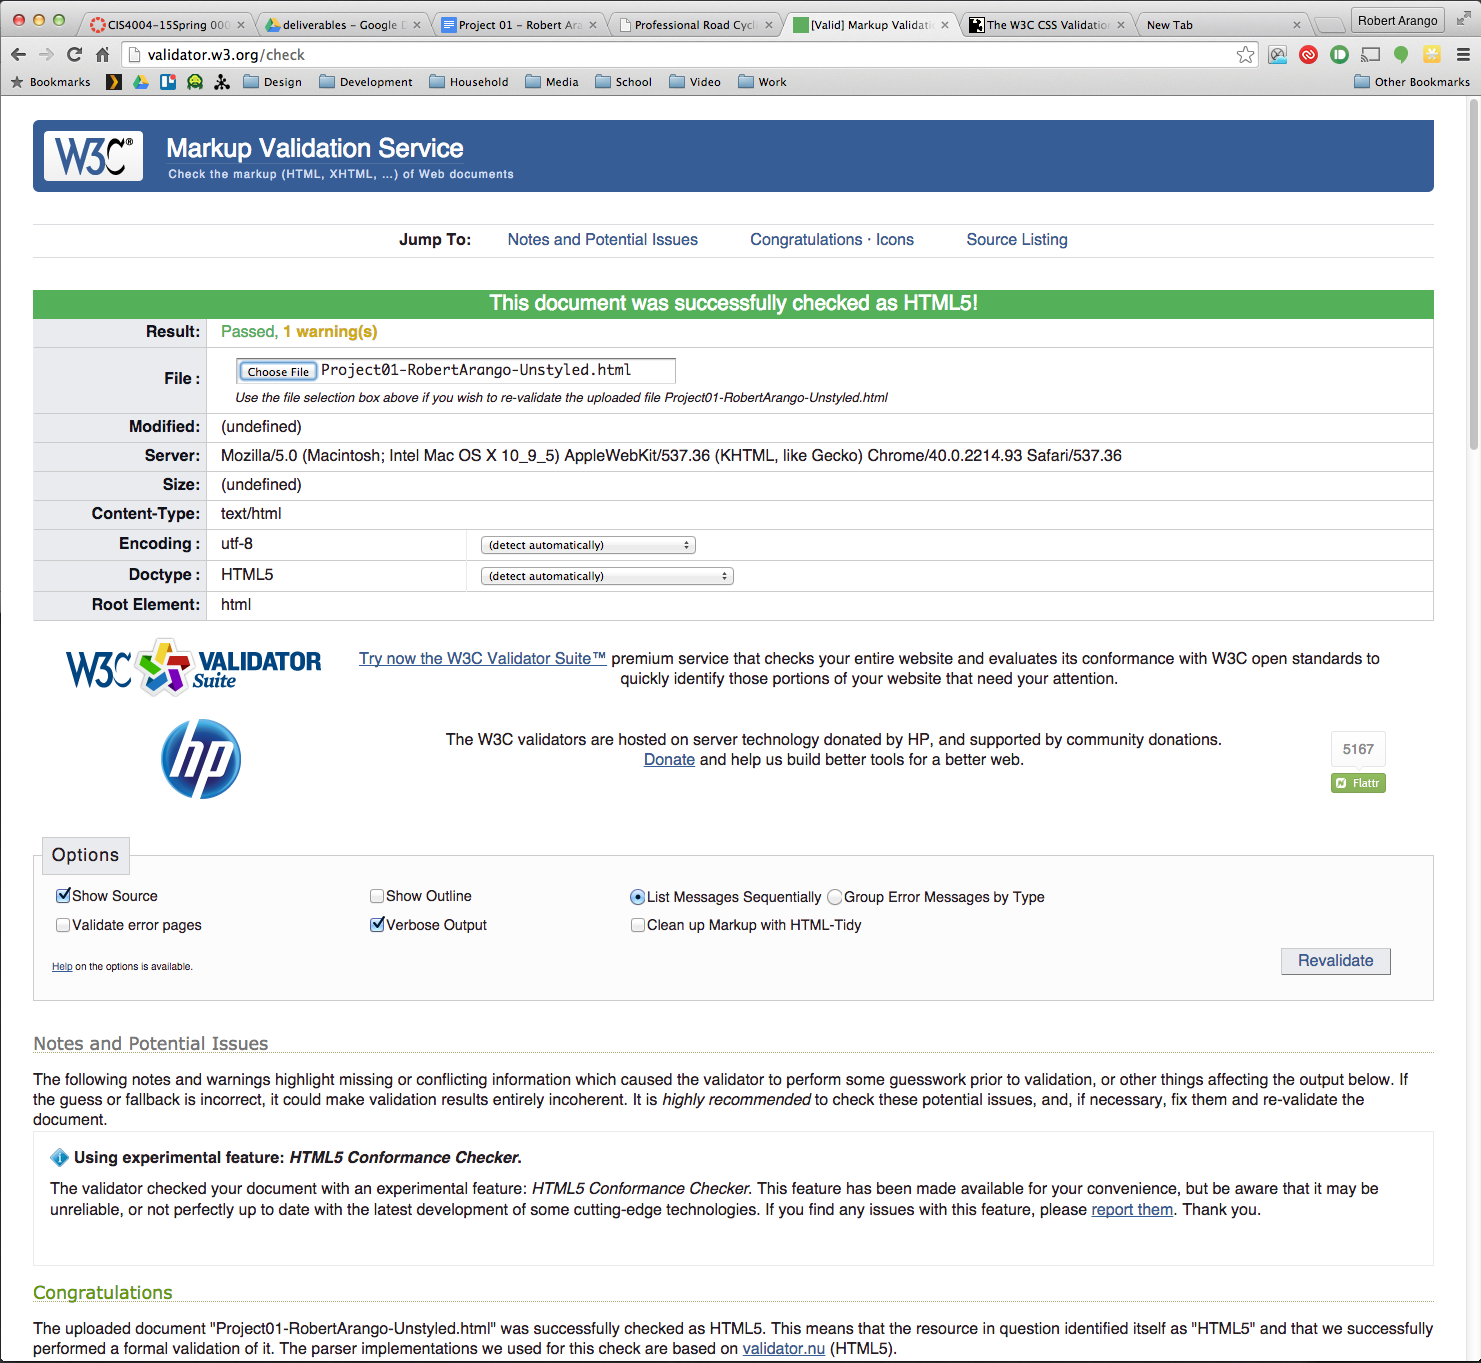 CIS4004-15Spring 000
deliverables – Google D
Project 01 – Robert Ara
Professional Road Cycl
[Valid] Markup Validatio
The W3C CSS Validatio
New Tab
Robert Arango
validator.w3.org/check
Bookmarks
Design
Development
Household
Media
School
Video
Work
Other Bookmarks
W3C®
Markup Validation Service
Check the markup (HTML, XHTML, ...) of Web documents
Jump To: Notes and Potential Issues Congratulations · Icons Source Listing
This document was successfully checked as HTML5!
Result: Passed, 1 warning(s)
File : Choose File Project01-RobertArango-Unstyled.html
Use the file selection box above if you wish to re-validate the uploaded file Project01-RobertArango-Unstyled.html
Modified: (undefined)
Server: Mozilla/5.0 (Macintosh; Intel Mac OS X 10_9_5) AppleWebKit/537.36 (KHTML, like Gecko) Chrome/40.0.2214.93 Safari/537.36
Size: (undefined)
Content-Type: text/html
Encoding : utf-8 (detect automatically)
Doctype : HTML5 (detect automatically)
Root Element: html
W3C VALIDATOR Suite
Try now the W3C Validator Suite™ premium service that checks your entire website and evaluates its conformance with W3C open standards to
quickly identify those portions of your website that need your attention.
hp
The W3C validators are hosted on server technology donated by HP, and supported by community donations.
Donate and help us build better tools for a better web.
5167
Flattr
Options
Show Source Show Outline List Messages Sequentially Group Error Messages by Type
Validate error pages Verbose Output Clean up Markup with HTML-Tidy
Help on the options is available.
Revalidate
Notes and Potential Issues
The following notes and warnings highlight missing or conflicting information which caused the validator to perform some guesswork prior to validation, or other things affecting the output below. If
the guess or fallback is incorrect, it could make validation results entirely incoherent. It is highly recommended to check these potential issues, and, if necessary, fix them and re-validate the
document.
Using experimental feature: HTML5 Conformance Checker.
The validator checked your document with an experimental feature: HTML5 Conformance Checker. This feature has been made available for your convenience, but be aware that it may be
unreliable, or not perfectly up to date with the latest development of some cutting-edge technologies. If you find any issues with this feature, please report them. Thank you.
Congratulations
The uploaded document "Project01-RobertArango-Unstyled.html" was successfully checked as HTML5. This means that the resource in question identified itself as "HTML5" and that we successfully
performed a formal validation of it. The parser implementations we used for this check are based on validator.nu (HTML5).